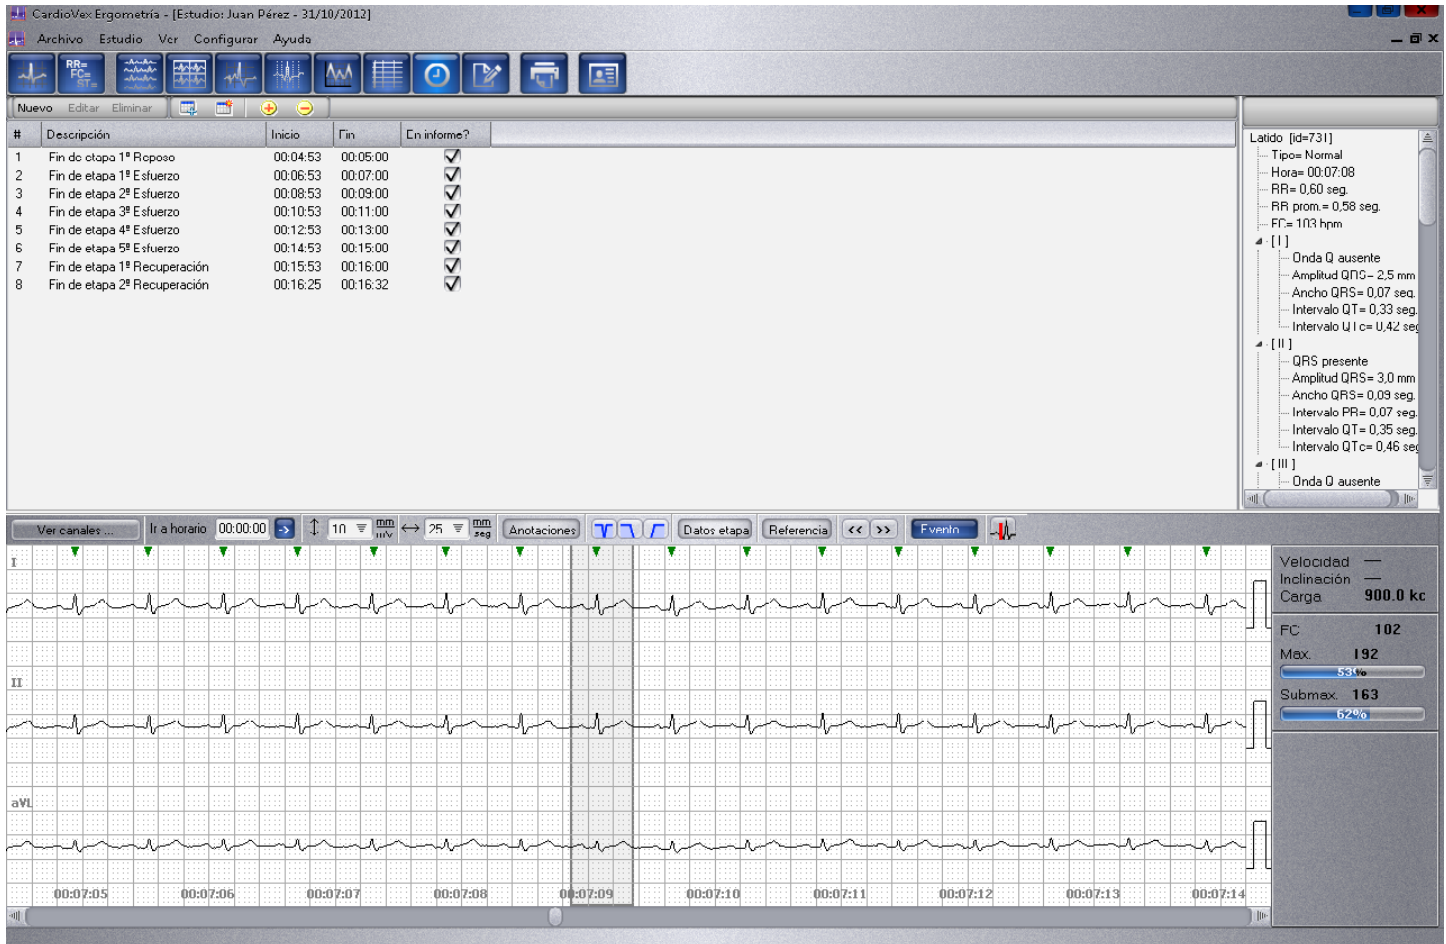 CardioVex Ergometría - [Estudio: Juan Pérez - 31/10/2012]
Archivo Estudio Ver Configurar Ayuda
RR=
FC=
ST=
Nuevo Editar Eliminar
# Descripción Inicio Fin En informe?
1 Fin de etapa 1ª Reposo 00:04:53 00:05:00
2 Fin de etapa 1ª Esfuerzo 00:06:53 00:07:00
3 Fin de etapa 2ª Esfuerzo 00:08:53 00:09:00
4 Fin de etapa 3ª Esfuerzo 00:10:53 00:11:00
5 Fin de etapa 4ª Esfuerzo 00:12:53 00:13:00
6 Fin de etapa 5ª Esfuerzo 00:14:53 00:15:00
7 Fin de etapa 1ª Recuperación 00:15:53 00:16:00
8 Fin de etapa 2ª Recuperación 00:16:25 00:16:32
Latido [id=731]
Tipo= Normal
Hora= 00:07:08
RR= 0,60 seg.
RR prom.= 0,58 seg.
FC= 103 bpm
[ I ]
Onda Q ausente
Amplitud QRS= 2,5 mm
Ancho QRS= 0,07 seg.
Intervalo QT= 0,33 seg.
Intervalo QTc= 0,42 seg
[ II ]
QRS presente
Amplitud QRS= 3,0 mm
Ancho QRS= 0,09 seg.
Intervalo PR= 0,07 seg.
Intervalo QT= 0,35 seg.
Intervalo QTc= 0,46 seg
[ III ]
Onda Q ausente
Ver canales ... Ir a horario 00:00:00 10 mm mV 25 mm seg Anotaciones Datos etapa Referencia << >> Evento
I
II
aVL
00:07:05 00:07:06 00:07:07 00:07:08 00:07:09 00:07:10 00:07:11 00:07:12 00:07:13 00:07:14
Velocidad —
Inclinación —
Carga 900.0 kc
FC 102
Max. 192
53%
Submax. 163
62%